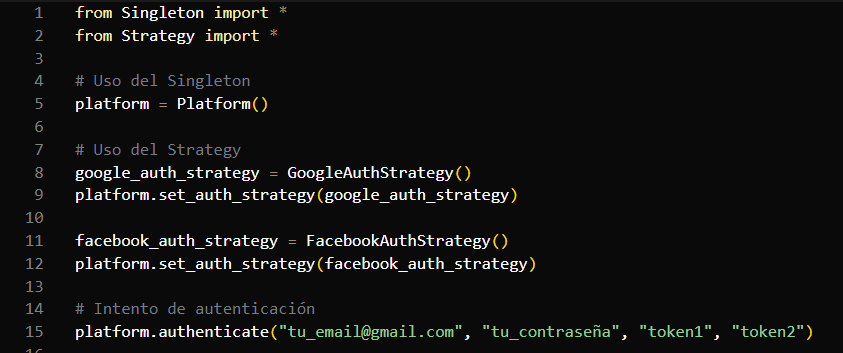 1 from Singleton import *
2 from Strategy import *
3
4 # Uso del Singleton
5 platform = Platform()
6
7 # Uso del Strategy
8 google_auth_strategy = GoogleAuthStrategy()
9 platform.set_auth_strategy(google_auth_strategy)
10
11 facebook_auth_strategy = FacebookAuthStrategy()
12 platform.set_auth_strategy(facebook_auth_strategy)
13
14 # Intento de autenticación
15 platform.authenticate("tu_email@gmail.com", "tu_contraseña", "token1", "token2")